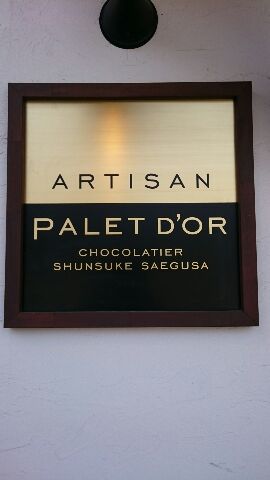 ARTISAN
PALET D'OR
CHOCOLATIER
SHUNSUKE SAEGUSA